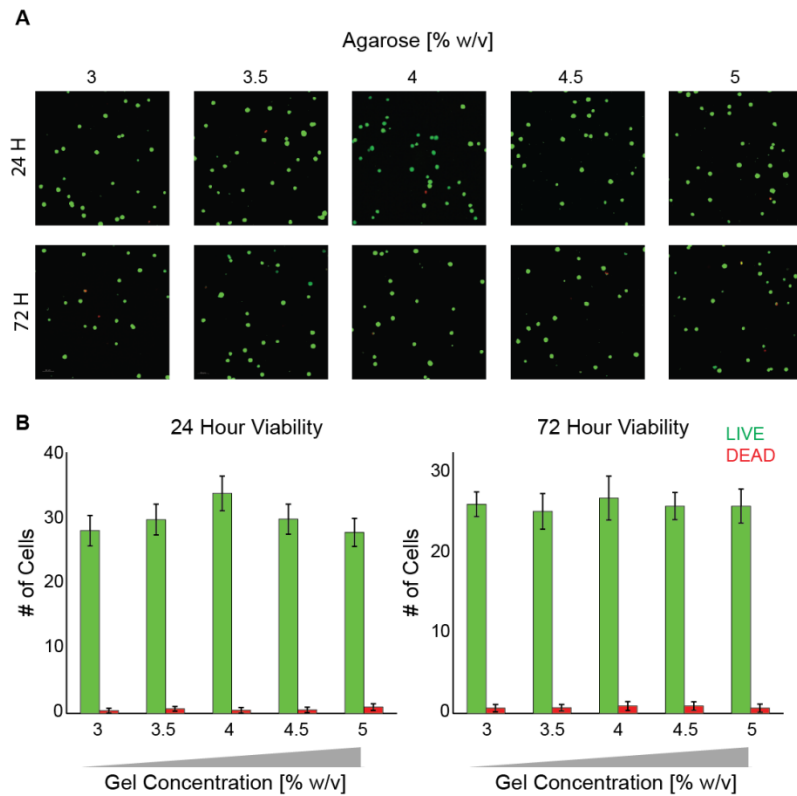 A
Agarose [% w/v]
3 3.5 4 4.5 5
24 H
72 H
B
24 Hour Viability
72 Hour Viability
LIVE
DEAD
# of Cells
40
30
20
10
0
3 3.5 4 4.5 5
Gel Concentration [% w/v]
# of Cells
30
20
10
0
3 3.5 4 4.5 5
Gel Concentration [% w/v]